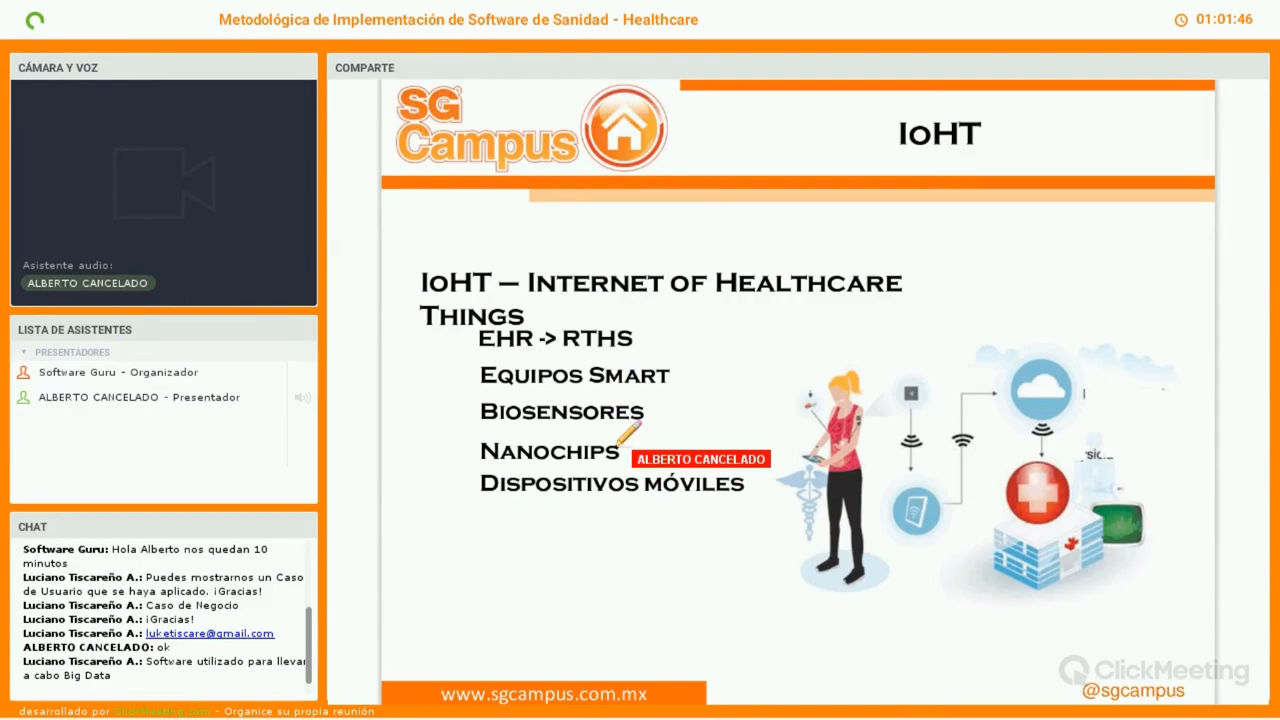 Metodológica de Implementación de Software de Sanidad - Healthcare
01:01:46
CÁMARA Y VOZ
Asistente audio:
ALBERTO CANCELADO
LISTA DE ASISTENTES
PRESENTADORES
Software Guru - Organizador
ALBERTO CANCELADO - Presentador
CHAT
Software Guru: Hola Alberto nos quedan 10
minutos
Luciano Tiscareño A.: Puedes mostrarnos un Caso
de Usuario que se haya aplicado. ¡Gracias!
Luciano Tiscareño A.: Caso de Negocio
Luciano Tiscareño A.: ¡Gracias!
Luciano Tiscareño A.: luketiscare@gmail.com
ALBERTO CANCELADO: ok
Luciano Tiscareño A.: Software utilizado para llevar
a cabo Big Data
COMPARTE
SG
Campus
IoHT
IoHT – Internet of Healthcare
Things
EHR -> RTHS
Equipos Smart
Biosensores
Nanochips
ALBERTO CANCELADO
Dispositivos móviles
ClickMeeting
www.sgcampus.com.mx
@sgcampus
desarrollado por ClickMeeting.com - Organice su propia reunión